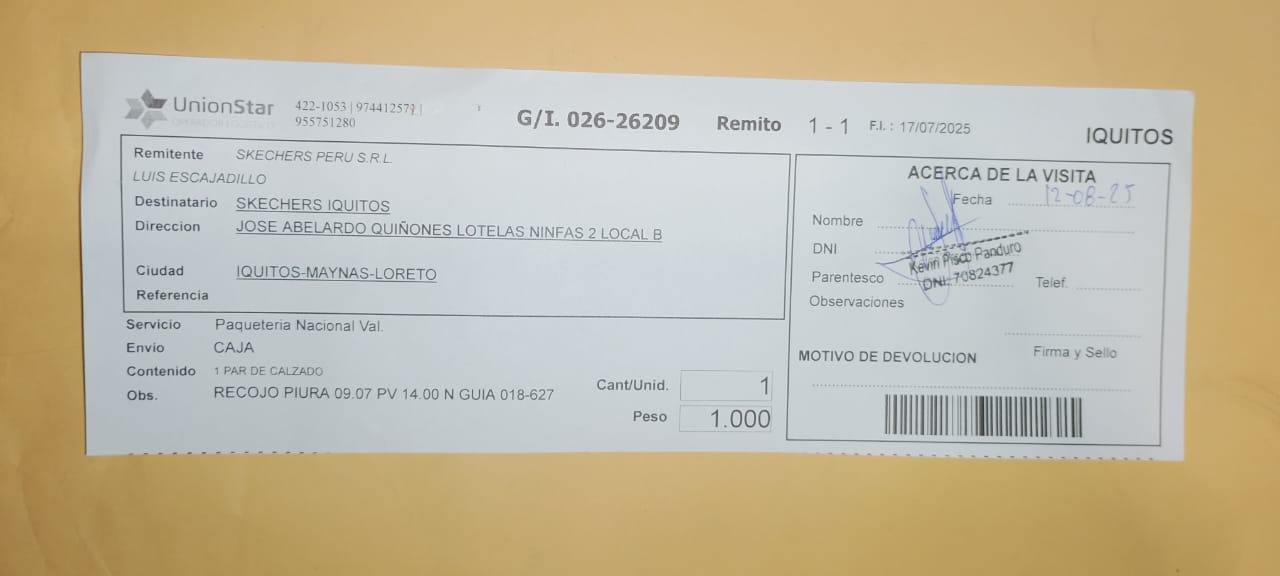 UnionStar
422-1053 | 974412571 |
955751280
G/I. 026-26209 Remito 1 - 1 F.I. : 17/07/2025
IQUITOS
Remitente SKECHERS PERU S.R.L.
LUIS ESCAJADILLO
Destinatario SKECHERS IQUITOS
Direccion JOSE ABELARDO QUIÑONES LOTELAS NINFAS 2 LOCAL B
Ciudad IQUITOS-MAYNAS-LORETO
Referencia
Servicio Paqueteria Nacional Val.
Envio CAJA
Contenido 1 PAR DE CALZADO
Obs. RECOJO PIURA 09.07 PV 14.00 N GUIA 018-627
Cant/Unid. 1
Peso 1.000
ACERCA DE LA VISITA
Fecha 12-08-25
Nombre
DNI
Kevin Pisco Panduro
DNI: 70824377
Parentesco
Telef.
Observaciones
Firma y Sello
MOTIVO DE DEVOLUCION